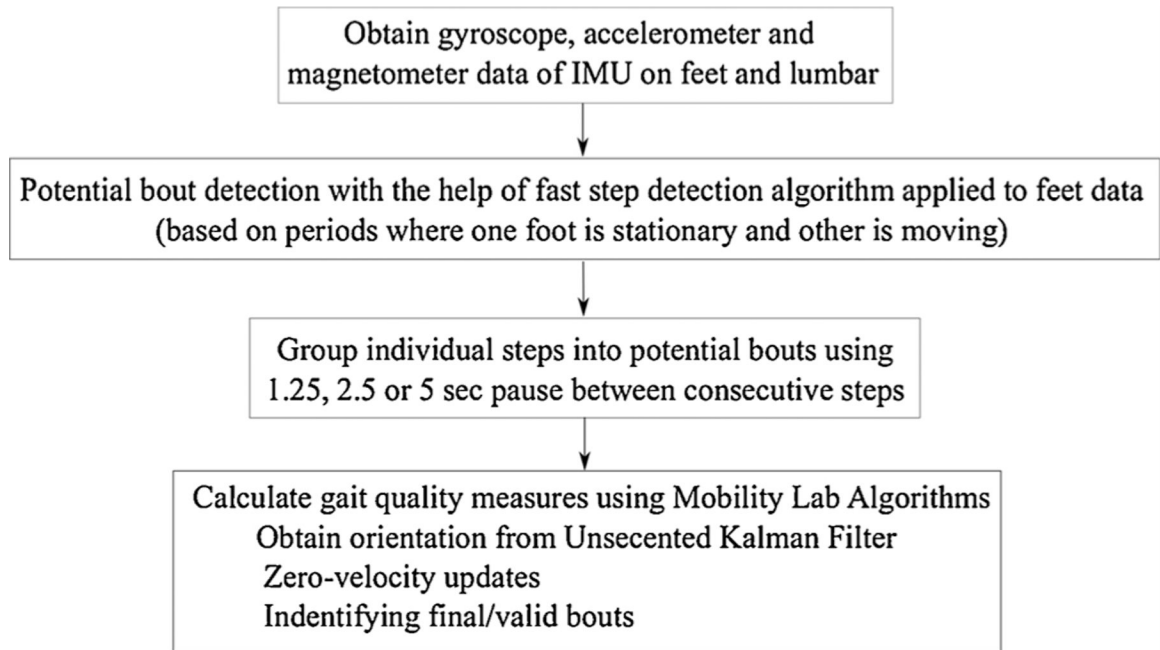 Obtain gyroscope, accelerometer and
magnetometer data of IMU on feet and lumbar
Potential bout detection with the help of fast step detection algorithm applied to feet data
(based on periods where one foot is stationary and other is moving)
Group individual steps into potential bouts using
1.25, 2.5 or 5 sec pause between consecutive steps
Calculate gait quality measures using Mobility Lab Algorithms
Obtain orientation from Unsecented Kalman Filter
Zero-velocity updates
Indentifying final/valid bouts